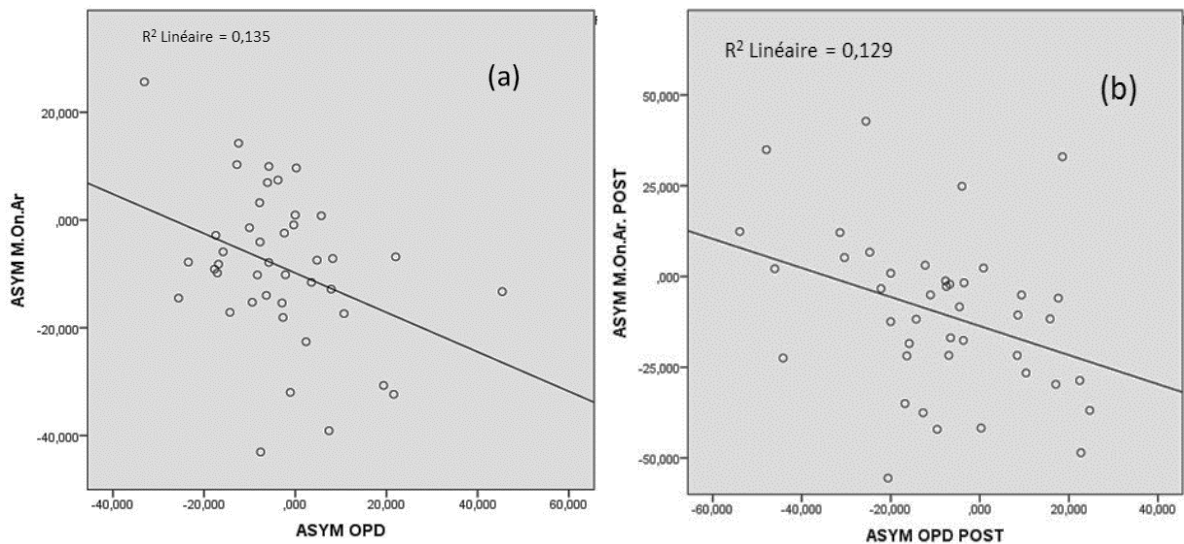 R² Linéaire = 0,135
(a)
ASYM M.On.Ar
20,000
,000
-20,000
-40,000
-40,000 -20,000 ,000 20,000 40,000 60,000
ASYM OPD
R² Linéaire = 0,129
(b)
ASYM M.On.Ar. POST
50,000
25,000
,000
-25,000
-50,000
-60,000 -40,000 -20,000 ,000 20,000 40,000
ASYM OPD POST